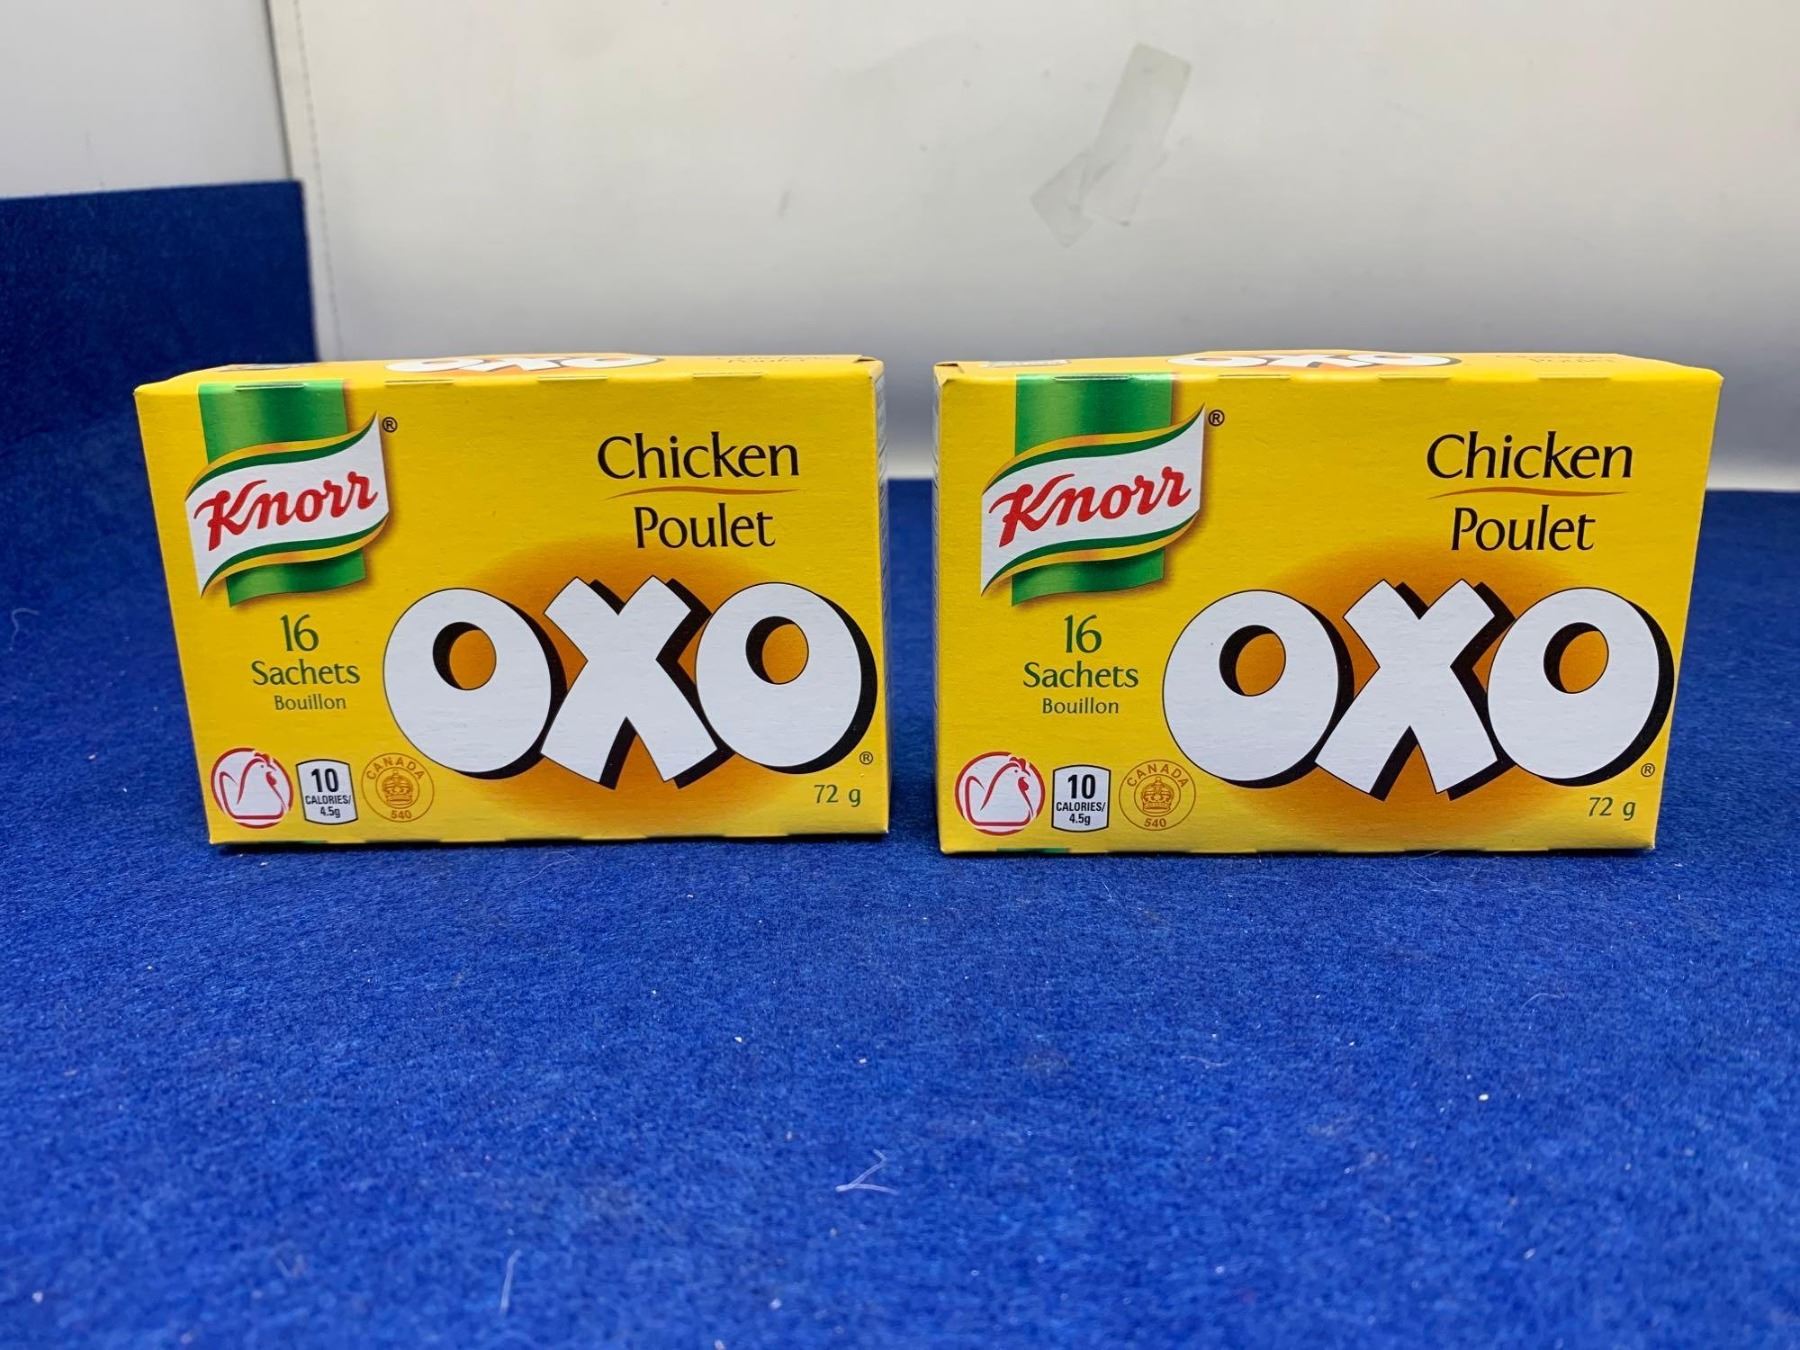 Knorr®
Chicken
Poulet
16
Sachets
Bouillon
OXO®
10
CALORIES/
4.5g
CANADA
540
72 g
Knorr®
Chicken
Poulet
16
Sachets
Bouillon
OXO®
10
CALORIES/
4.5g
CANADA
540
72 g